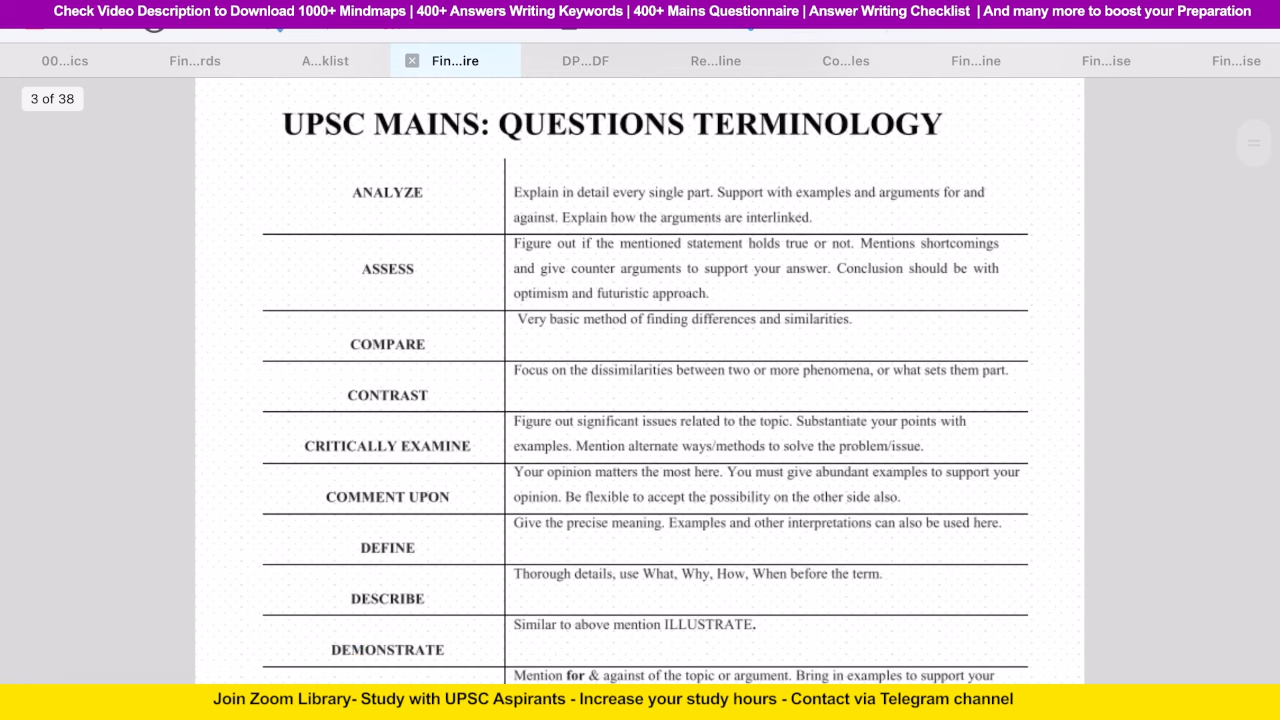 Check Video Description to Download 1000+ Mindmaps | 400+ Answers Writing Keywords | 400+ Mains Questionnaire | Answer Writing Checklist | And many more to boost your Preparation
00...ics Fin...rds A...klist Fin...ire DP...DF Re...line Co...les Fin...ine Fin...ise Fin...ise
3 of 38
UPSC MAINS: QUESTIONS TERMINOLOGY
ANALYZE
Explain in detail every single part. Support with examples and arguments for and
against. Explain how the arguments are interlinked.
ASSESS
Figure out if the mentioned statement holds true or not. Mentions shortcomings
and give counter arguments to support your answer. Conclusion should be with
optimism and futuristic approach.
COMPARE
Very basic method of finding differences and similarities.
CONTRAST
Focus on the dissimilarities between two or more phenomena, or what sets them part.
CRITICALLY EXAMINE
Figure out significant issues related to the topic. Substantiate your points with
examples. Mention alternate ways/methods to solve the problem/issue.
COMMENT UPON
Your opinion matters the most here. You must give abundant examples to support your
opinion. Be flexible to accept the possibility on the other side also.
DEFINE
Give the precise meaning. Examples and other interpretations can also be used here.
DESCRIBE
Thorough details, use What, Why, How, When before the term.
DEMONSTRATE
Similar to above mention ILLUSTRATE.
Mention for & against of the topic or argument. Bring in examples to support your
Join Zoom Library- Study with UPSC Aspirants - Increase your study hours - Contact via Telegram channel